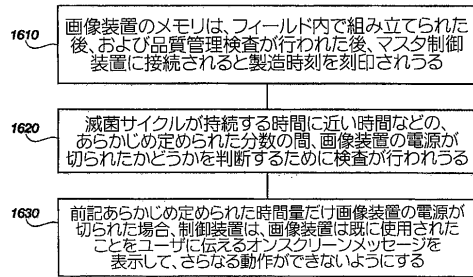 1610
画像装置のメモリは、フィールド内で組み立てられた
後、および品質管理検査が行われた後、マスタ制御
装置に接続されると製造時刻を刻印されうる
1620
滅菌サイクルが持続する時間に近い時間などの、
あらかじめ定められた分数の間、画像装置の電源が
切られたかどうかを判断するために検査が行われうる
1630
前記あらかじめ定められた時間量だけ画像装置の電源が
切られた場合、制御装置は、画像装置は既に使用された
ことをユーザに伝えるオンスクリーンメッセージを
表示して、さらなる動作ができないようにする